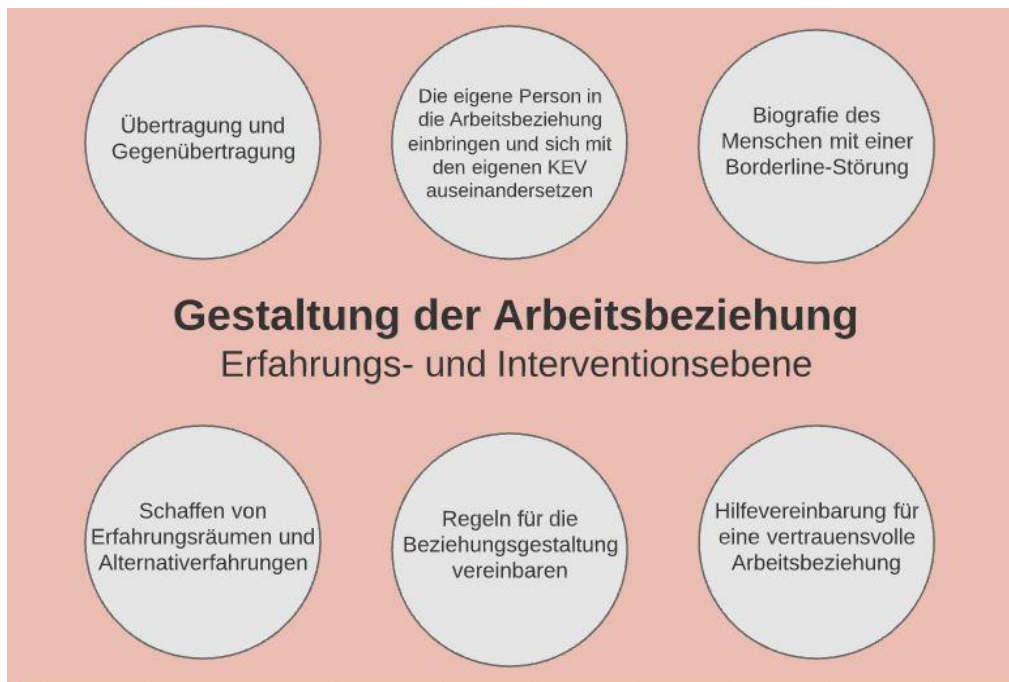 Übertragung und
Gegenübertragung
Die eigene Person in
die Arbeitsbeziehung
einbringen und sich mit
den eigenen KEV
auseinandersetzen
Biografie des
Menschen mit einer
Borderline-Störung
Gestaltung der Arbeitsbeziehung
Erfahrungs- und Interventionsebene
Schaffen von
Erfahrungsräumen und
Alternativerfahrungen
Regeln für die
Beziehungsgestaltung
vereinbaren
Hilfevereinbarung für
eine vertrauensvolle
Arbeitsbeziehung